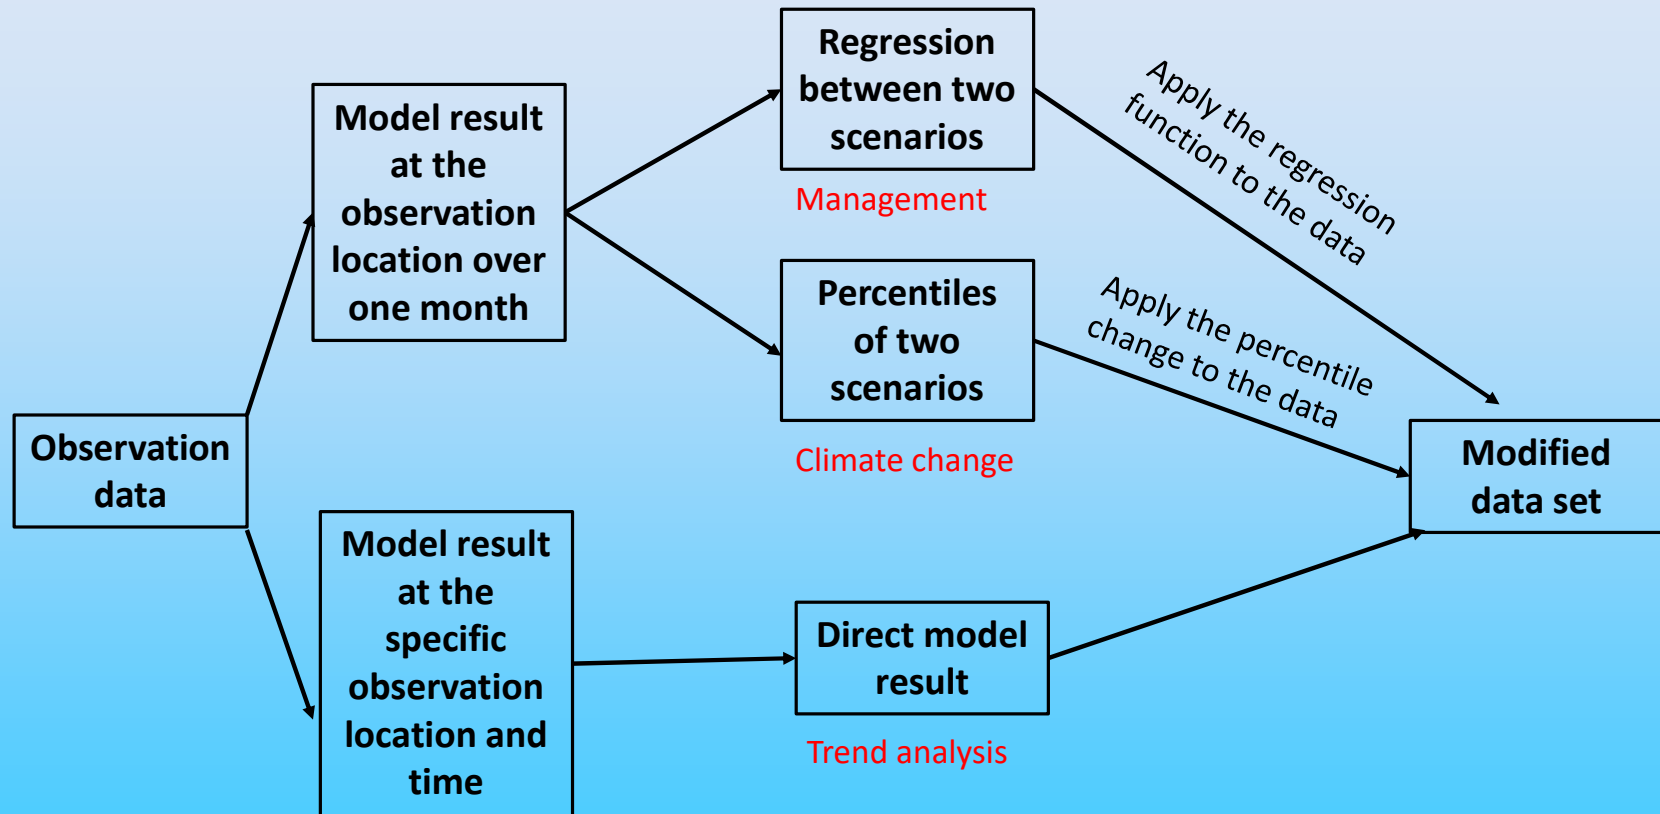 Observation
data
Model result
at the
observation
location over
one month
Model result
at the
specific
observation
location and
time
Regression
between two
scenarios
Management
Percentiles
of two
scenarios
Climate change
Direct model
result
Trend analysis
Apply the regression
function to the data
Apply the percentile
change to the data
Modified
data set